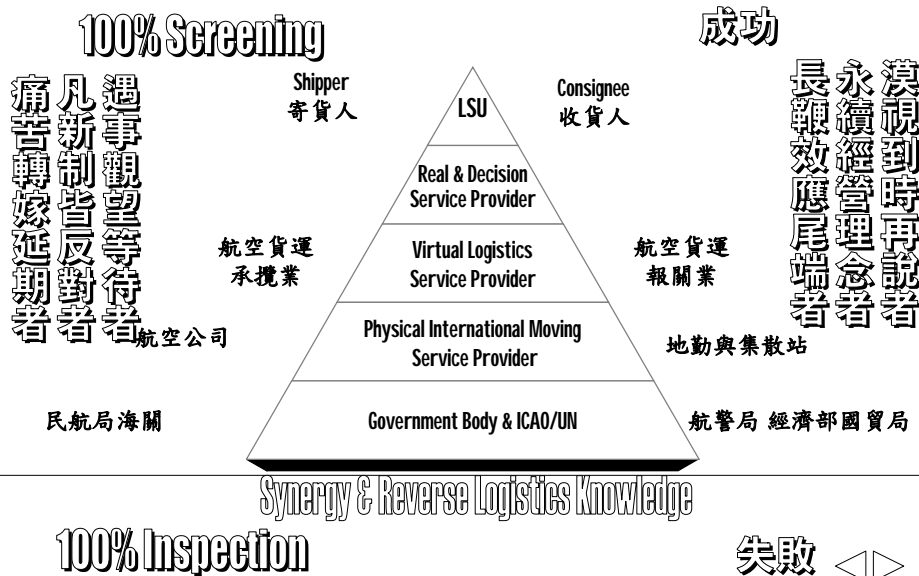 100% Screening
成功
遇事觀望等待者
凡新制皆反對者
痛苦轉嫁延期者
Shipper
寄貨人
LSU
Consignee
收貨人
漠視到時再說者
永續經營理念者
長鞭效應尾端者
Real & Decision
Service Provider
航空貨運
承攬業
Virtual Logistics
Service Provider
航空貨運
報關業
航空公司
Physical International Moving
Service Provider
地勤與集散站
民航局海關
Government Body & ICAO/UN
航警局 經濟部國貿局
Synergy & Reverse Logistics Knowledge
100% Inspection
失敗